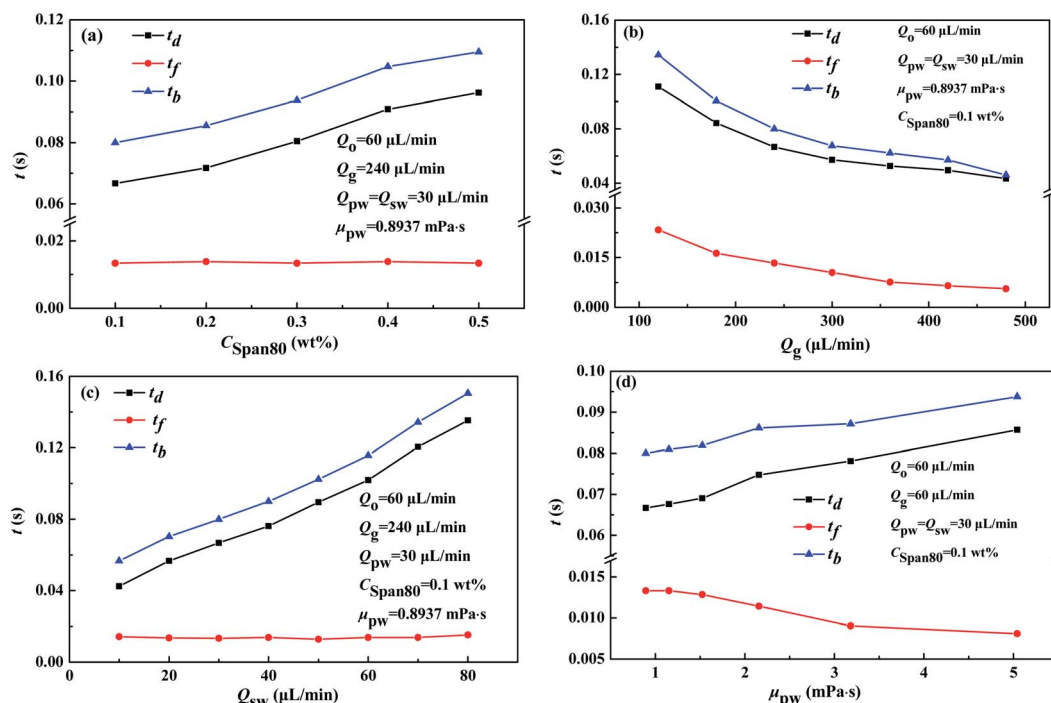 (a)
t_d
t_f
t_b
Q_o=60 μL/min
Q_g=240 μL/min
Q_pw=Q_sw=30 μL/min
μ_pw=0.8937 mPa·s
t (s)
0.12
0.10
0.08
0.06
0.02
0.00
0.1 0.2 0.3 0.4 0.5
C_Span80 (wt%)
(b)
t_d
t_f
t_b
Q_o=60 μL/min
Q_pw=Q_sw=30 μL/min
μ_pw=0.8937 mPa·s
C_Span80=0.1 wt%
t (s)
0.16
0.12
0.08
0.04
0.030
0.015
0.000
100 200 300 400 500
Q_g (μL/min)
(c)
t_d
t_f
t_b
Q_o=60 μL/min
Q_g=240 μL/min
Q_pw=30 μL/min
C_Span80=0.1 wt%
μ_pw=0.8937 mPa·s
t (s)
0.16
0.12
0.08
0.04
0.00
0 20 40 60 80
Q_sw (μL/min)
(d)
t_d
t_f
t_b
Q_o=60 μL/min
Q_g=60 μL/min
Q_pw=Q_sw=30 μL/min
C_Span80=0.1 wt%
t (s)
0.10
0.09
0.08
0.07
0.06
0.015
0.010
0.005
1 2 3 4 5
μ_pw (mPa·s)